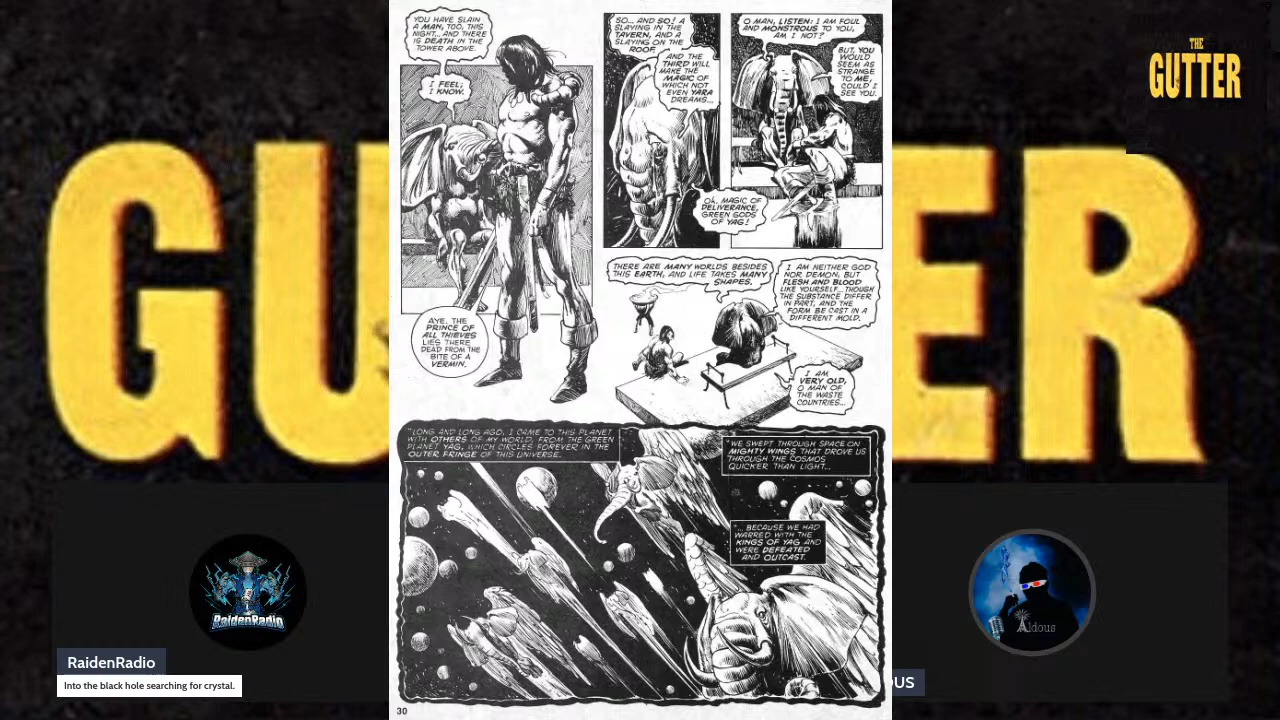 YOU HAVE SLAIN
A MAN, TOO, THIS
NIGHT... AND THERE
IS DEATH IN THE
TOWER ABOVE.
I FEEL;
I KNOW.
AYE. THE
PRINCE OF
ALL THIEVES
LIES THERE
DEAD FROM THE
BITE OF A
VERMIN.
SO... AND SO! A
SLAYING IN THE
TAVERN, AND A
SLAYING ON THE
ROOF.
AND THE
THIRD WILL
MAKE THE
MAGIC OF
WHICH NOT
EVEN YARA
DREAMS...
OH, MAGIC OF
DELIVERANCE,
GREEN GODS
OF YAG!
O MAN, LISTEN: I AM FOUL
AND MONSTROUS TO YOU,
AM I NOT?
BUT, YOU
WOULD
SEEM AS
STRANGE
TO ME,
COULD I
SEE YOU.
THERE ARE MANY WORLDS BESIDES
THIS EARTH, AND LIFE TAKES MANY
SHAPES.
I AM NEITHER GOD
NOR DEMON, BUT
FLESH AND BLOOD
LIKE YOURSELF... THOUGH
THE SUBSTANCE DIFFER
IN PART, AND THE
FORM BE CAST IN A
DIFFERENT MOLD.
I AM
VERY OLD,
O MAN OF
THE WASTE
COUNTRIES...
"LONG AND LONG AGO, I CAME TO THIS PLANET
WITH OTHERS OF MY WORLD, FROM THE GREEN
PLANET YAG, WHICH CIRCLES FOREVER IN THE
OUTER FRINGE OF THIS UNIVERSE.
"WE SWEPT THROUGH SPACE ON
MIGHTY WINGS THAT DROVE US
THROUGH THE COSMOS
QUICKER THAN LIGHT...
"... BECAUSE WE HAD
WARRED WITH THE
KINGS OF YAG AND
WERE DEFEATED
AND OUTCAST.
30
THE
GUTTER
GU
ER
RaidenRadio
RaidenRadio
Into the black hole searching for crystal.
Aldous
OUS